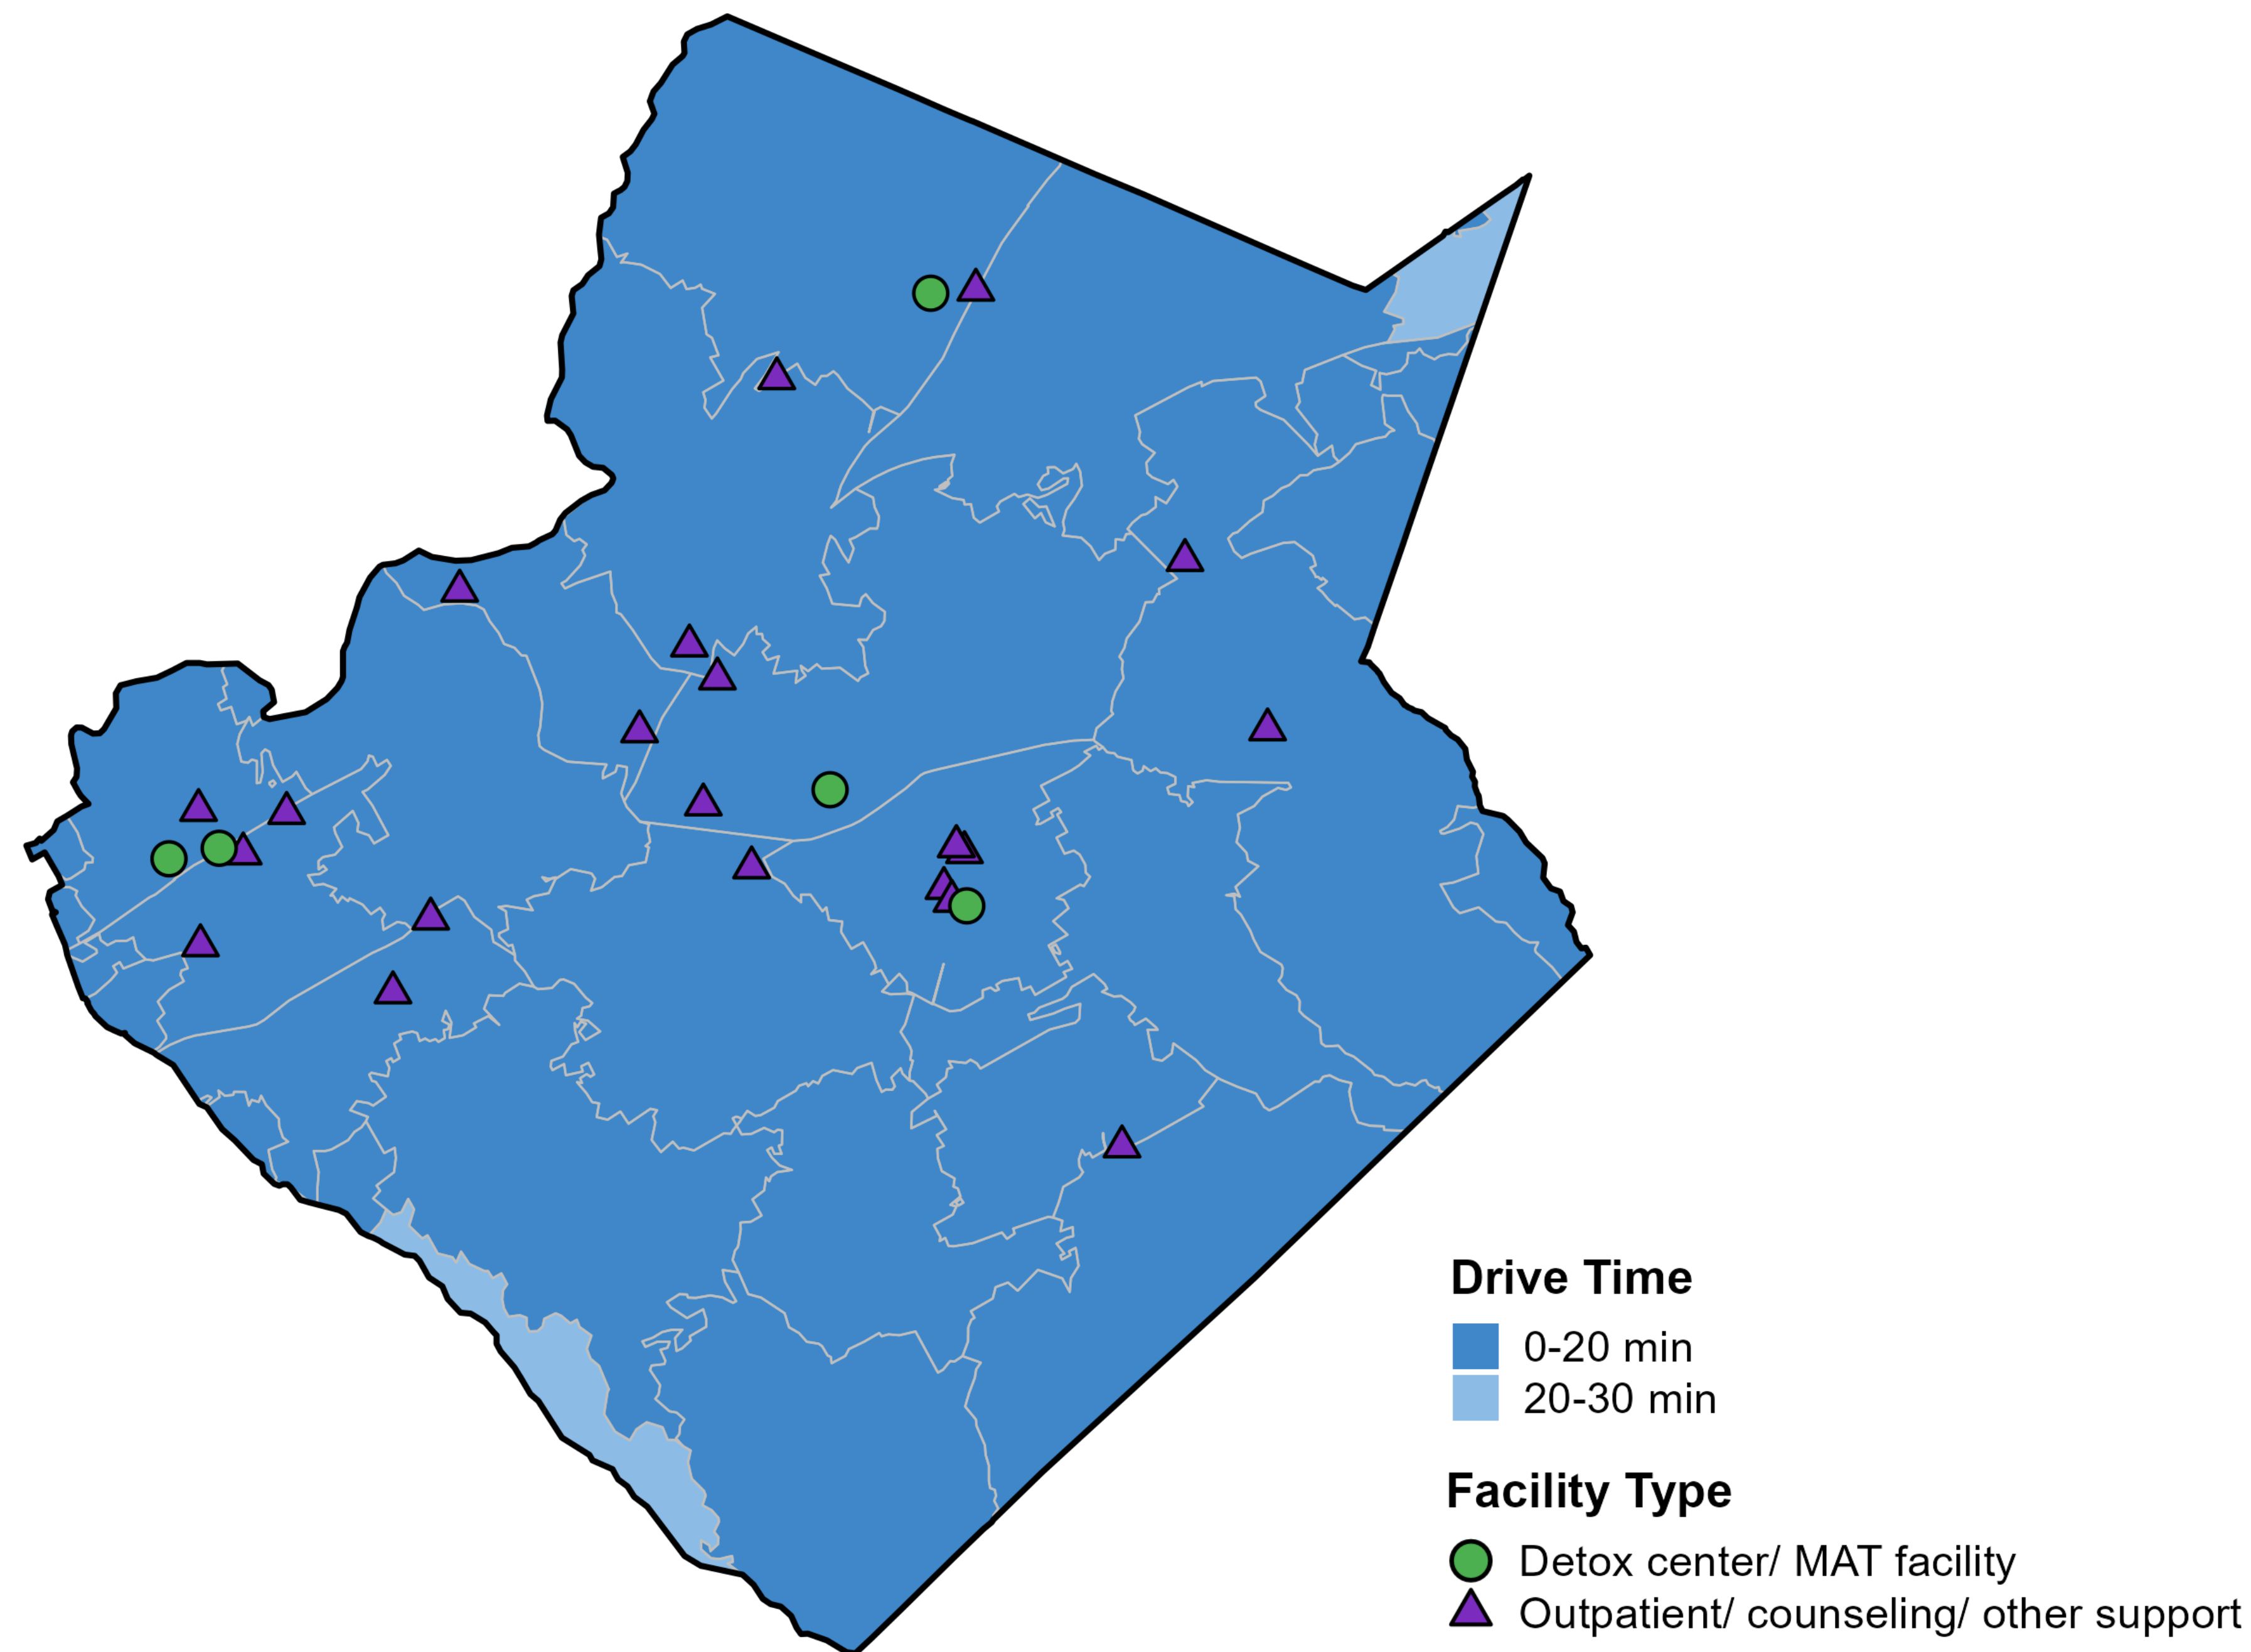 Drive Time
0-20 min
20-30 min
Facility Type
Detox center/ MAT facility
Outpatient/ counseling/ other support